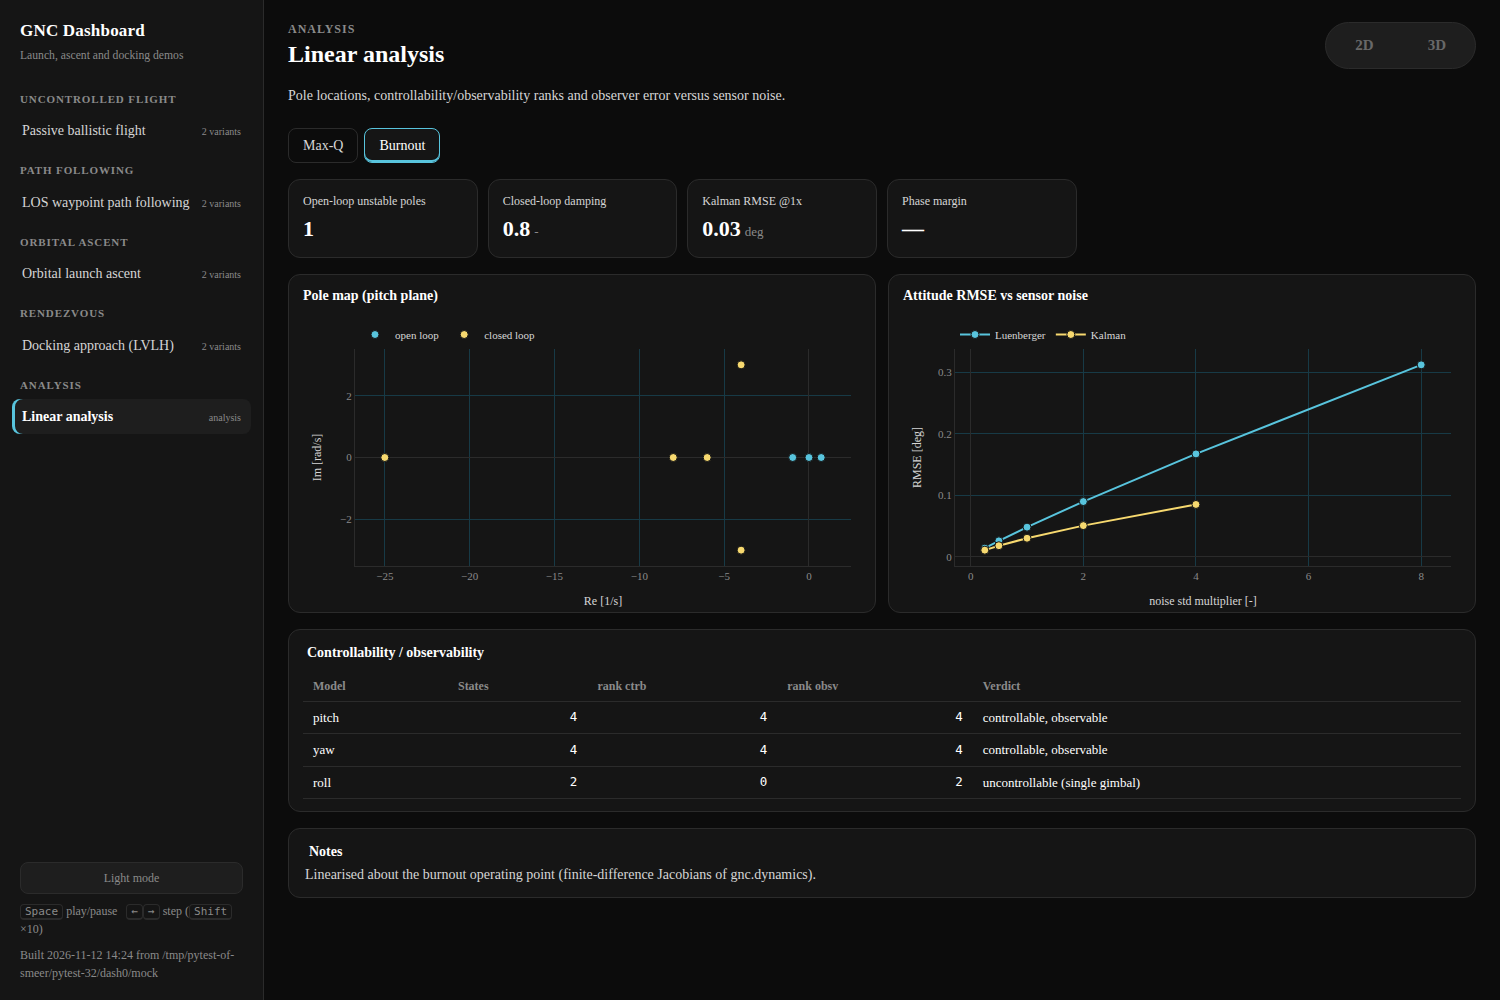 GNC Dashboard
Launch, ascent and docking demos
UNCONTROLLED FLIGHT
Passive ballistic flight 2 variants
PATH FOLLOWING
LOS waypoint path following 2 variants
ORBITAL ASCENT
Orbital launch ascent 2 variants
RENDEZVOUS
Docking approach (LVLH) 2 variants
ANALYSIS
Linear analysis analysis
Light mode
Space play/pause ← → step (Shift
×10)
Built 2026-11-12 14:24 from /tmp/pytest-of-
smeer/pytest-32/dash0/mock
ANALYSIS
Linear analysis
2D 3D
Pole locations, controllability/observability ranks and observer error versus sensor noise.
Max-Q Burnout
Open-loop unstable poles
1
Closed-loop damping
0.8 -
Kalman RMSE @1x
0.03 deg
Phase margin
—
Pole map (pitch plane)
open loop closed loop
2
0
−2
Im [rad/s]
−25 −20 −15 −10 −5 0
Re [1/s]
Attitude RMSE vs sensor noise
Luenberger Kalman
0.3
0.2
0.1
0
RMSE [deg]
0 2 4 6 8
noise std multiplier [-]
Controllability / observability
Model States rank ctrb rank obsv Verdict
pitch 4 4 4 controllable, observable
yaw 4 4 4 controllable, observable
roll 2 0 2 uncontrollable (single gimbal)
Notes
Linearised about the burnout operating point (finite-difference Jacobians of gnc.dynamics).